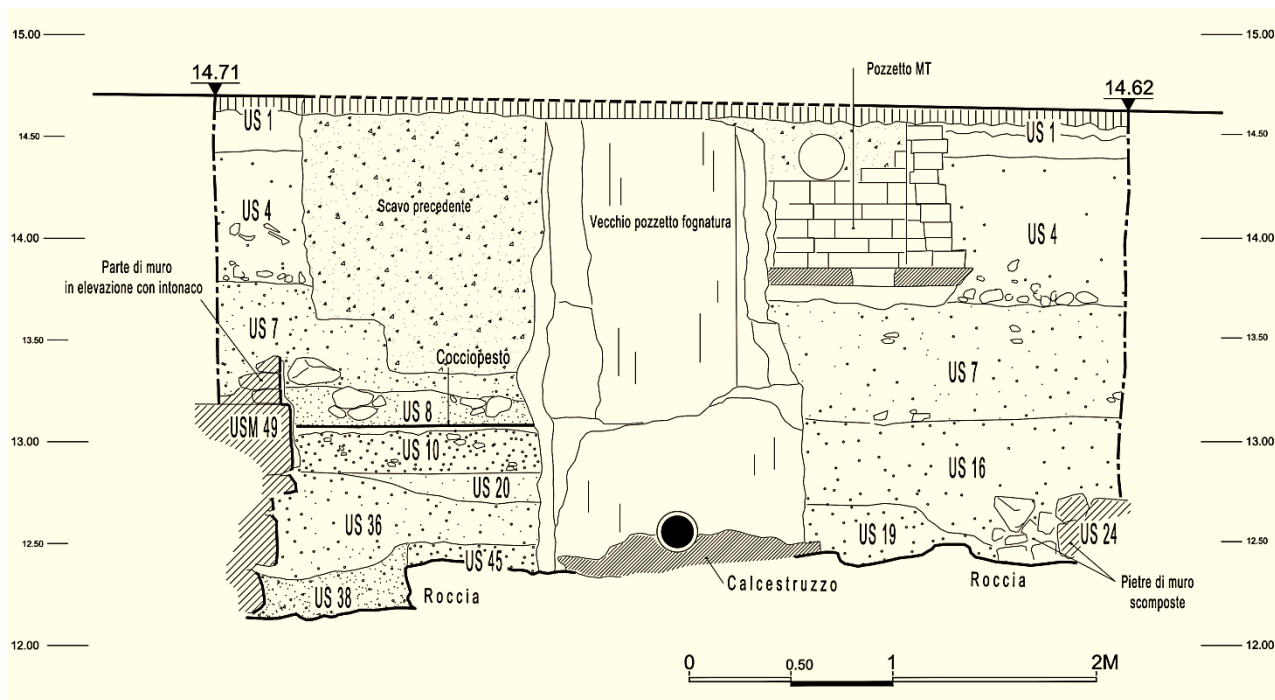 15.00
15.00
14.71
Pozzetto MT
14.62
14.50
US 1
US 1
14.50
Scavo precedente
US 4
Vecchio pozzetto fognatura
US 4
14.00
14.00
Parte di muro
in elevazione con intonaco
US 7
13.50
13.50
Cocciopesto
US 7
US 8
USM 49
13.00
13.00
US 10
US 16
US 20
US 36
12.50
US 19
US 24
12.50
US 45
Calcestruzzo
Roccia
Pietre di muro
scomposte
US 38
Roccia
12.00
12.00
0
0.50
1
2M